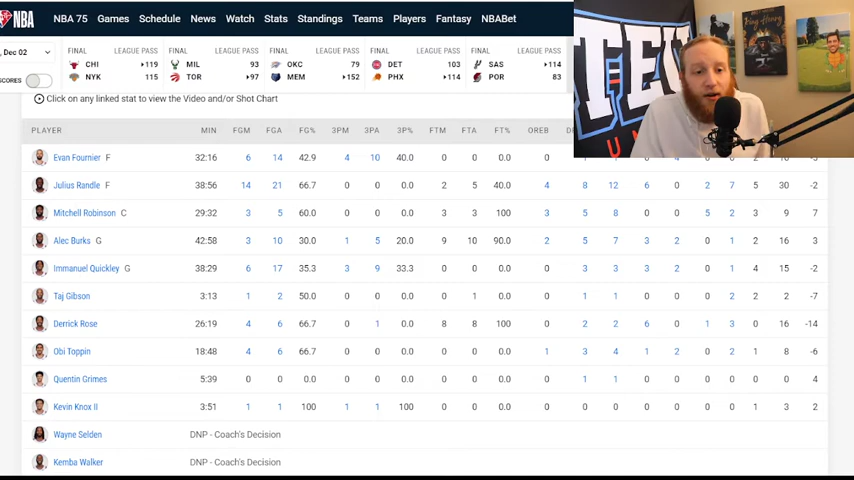 NBA NBA 75 Games Schedule News Watch Stats Standings Teams Players Fantasy NBABet
, Dec 02
SCORES
FINAL LEAGUE PASS FINAL LEAGUE PASS FINAL LEAGUE PASS FINAL LEAGUE PASS FINAL LEAGUE PASS
CHI 119 MIL 93 OKC 79 DET 103 SAS 114
NYK 115 TOR 97 MEM 152 PHX 114 POR 83
Click on any linked stat to view the Video and/or Shot Chart
PLAYER MIN FGM FGA FG% 3PM 3PA 3P% FTM FTA FT% OREB
Evan Fournier F 32:16 6 14 42.9 4 10 40.0 0 0 0.0 0
Julius Randle F 38:56 14 21 66.7 0 0 0.0 2 5 40.0 4 8 12 6 0 2 7 5 30 -2
Mitchell Robinson C 29:32 3 5 60.0 0 0 0.0 3 3 100 3 5 8 0 0 5 2 3 9 7
Alec Burks G 42:58 3 10 30.0 1 5 20.0 9 10 90.0 2 5 7 3 2 0 1 2 16 3
Immanuel Quickley G 38:29 6 17 35.3 3 9 33.3 0 0 0.0 0 3 3 3 2 0 1 4 15 -2
Taj Gibson 3:13 1 2 50.0 0 0 0.0 0 1 0.0 0 1 1 0 0 0 2 2 2 -7
Derrick Rose 26:19 4 6 66.7 0 1 0.0 8 8 100 0 2 2 6 0 1 3 0 16 -14
Obi Toppin 18:48 4 6 66.7 0 0 0.0 0 0 0.0 1 3 4 1 2 0 2 1 8 -6
Quentin Grimes 5:39 0 0 0.0 0 0 0.0 0 0 0.0 0 1 1 0 0 0 0 0 0 4
Kevin Knox II 3:51 1 1 100 1 1 100 0 0 0.0 0 0 0 0 0 0 0 1 3 2
Wayne Selden DNP - Coach's Decision
Kemba Walker DNP - Coach's Decision